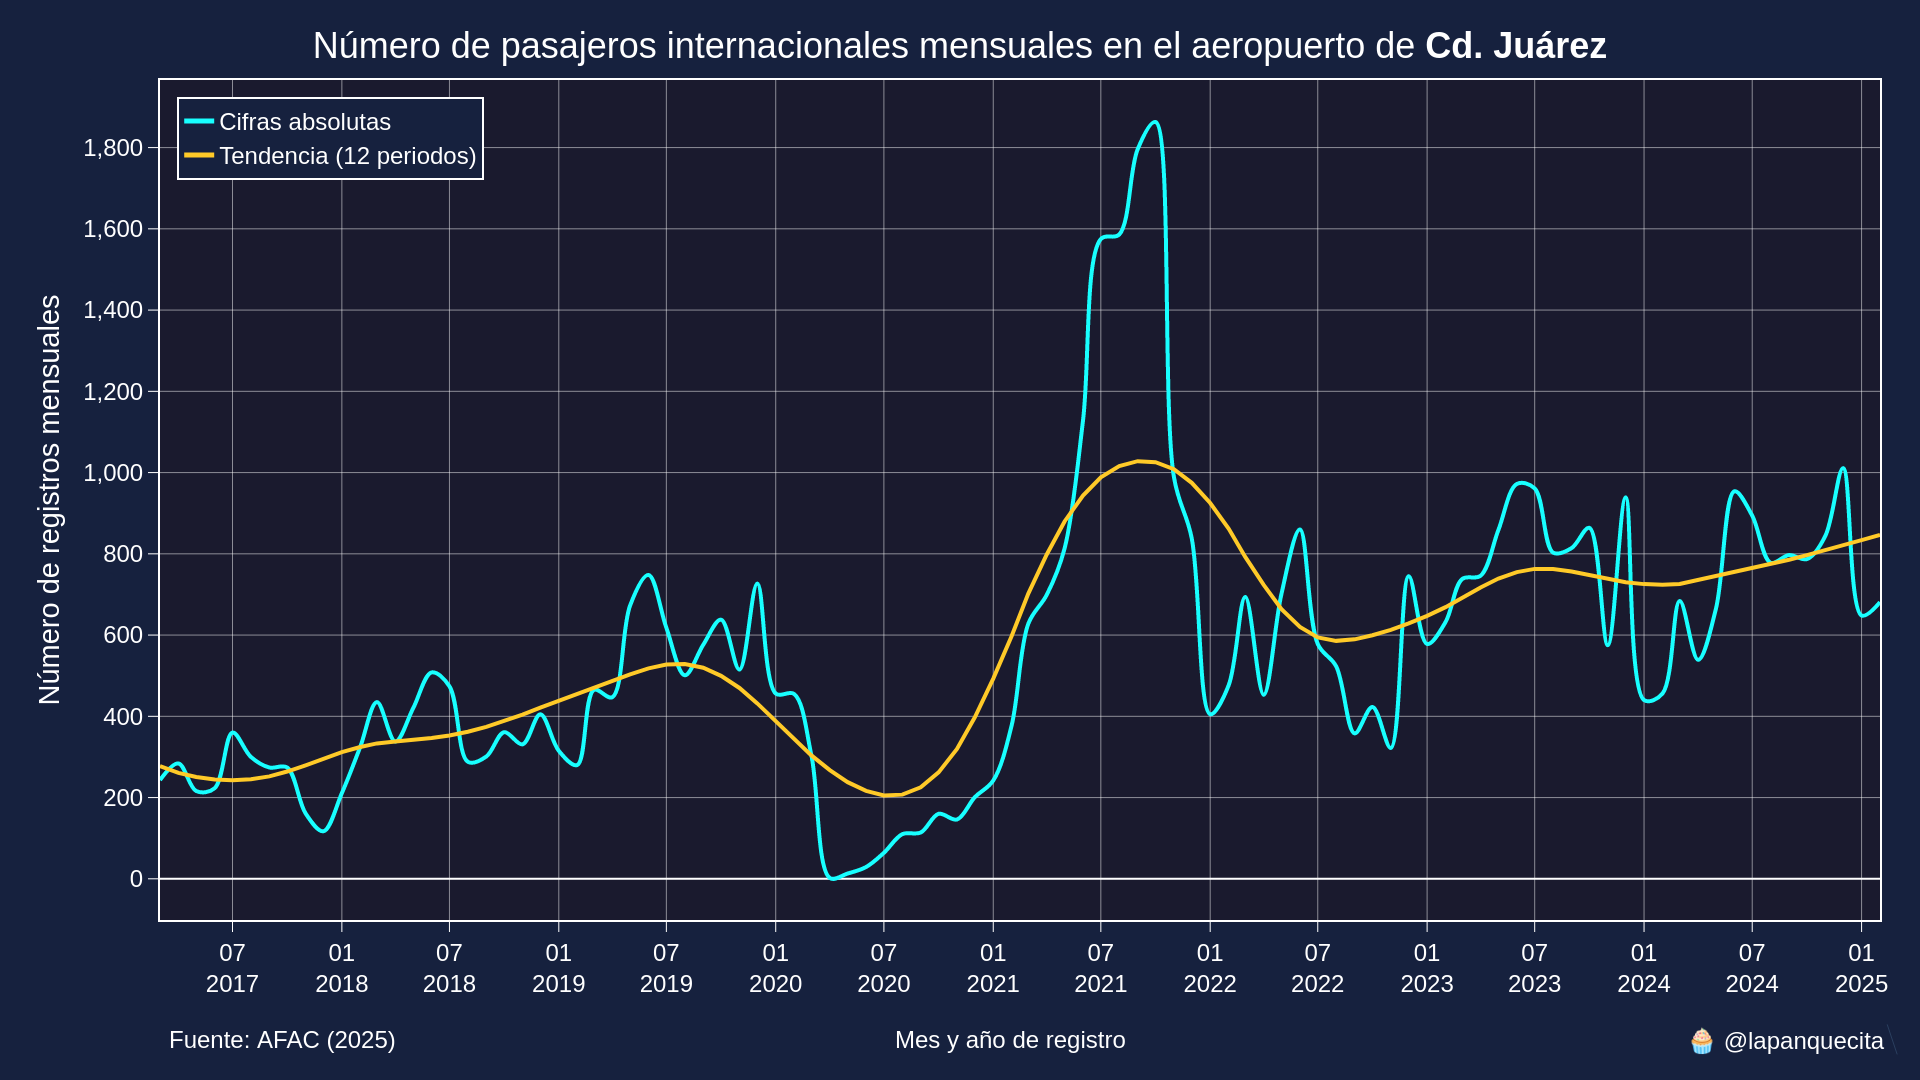 Número de pasajeros internacionales mensuales en el aeropuerto de Cd. Juárez
Cifras absolutas
Tendencia (12 periodos)
Número de registros mensuales
1,800
1,600
1,400
1,200
1,000
800
600
400
200
0
07 01 07 01 07 01 07 01 07 01 07 01 07 01 07 01
2017 2018 2018 2019 2019 2020 2020 2021 2021 2022 2022 2023 2023 2024 2024 2025
Fuente: AFAC (2025)
Mes y año de registro
🧁 @lapanquecita